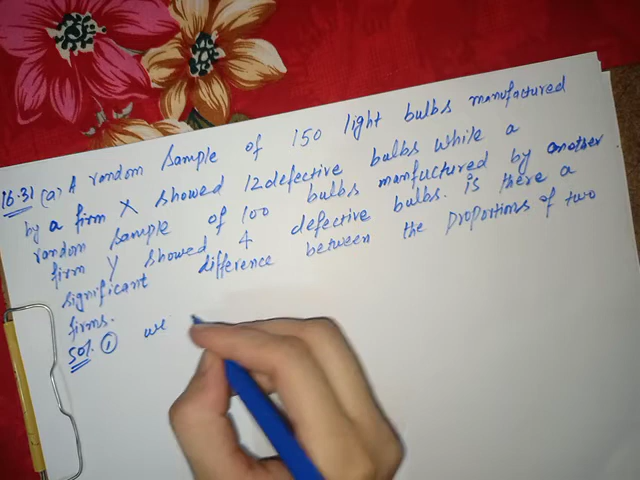 16.31 (a) A random sample of 150 light bulbs manufactured
by a firm X showed 12 defective bulbs while a
random sample of 100 bulbs manfuctured by another
firm Y showed 4 defective bulbs. is there a
significant difference between the proportions of two
firms.
Sol. ① we